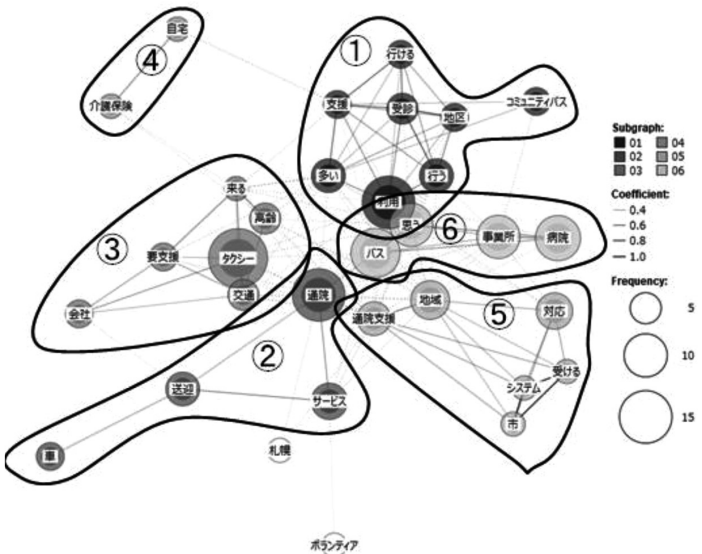 自宅
④
介護保険
①
行ける
支援
受診
地区
コミュニティバス
多い
行う
利用
思う
⑥
バス
事業所
病院
③
来る
高齢
要支援
タクシー
交通
会社
通院
②
送迎
サービス
車
札幌
ボランティア
地域
通院支援
⑤
対応
受ける
システム
市
Subgraph:
01 04
02 05
03 06
Coefficient:
0.4
0.6
0.8
1.0
Frequency:
5
10
15